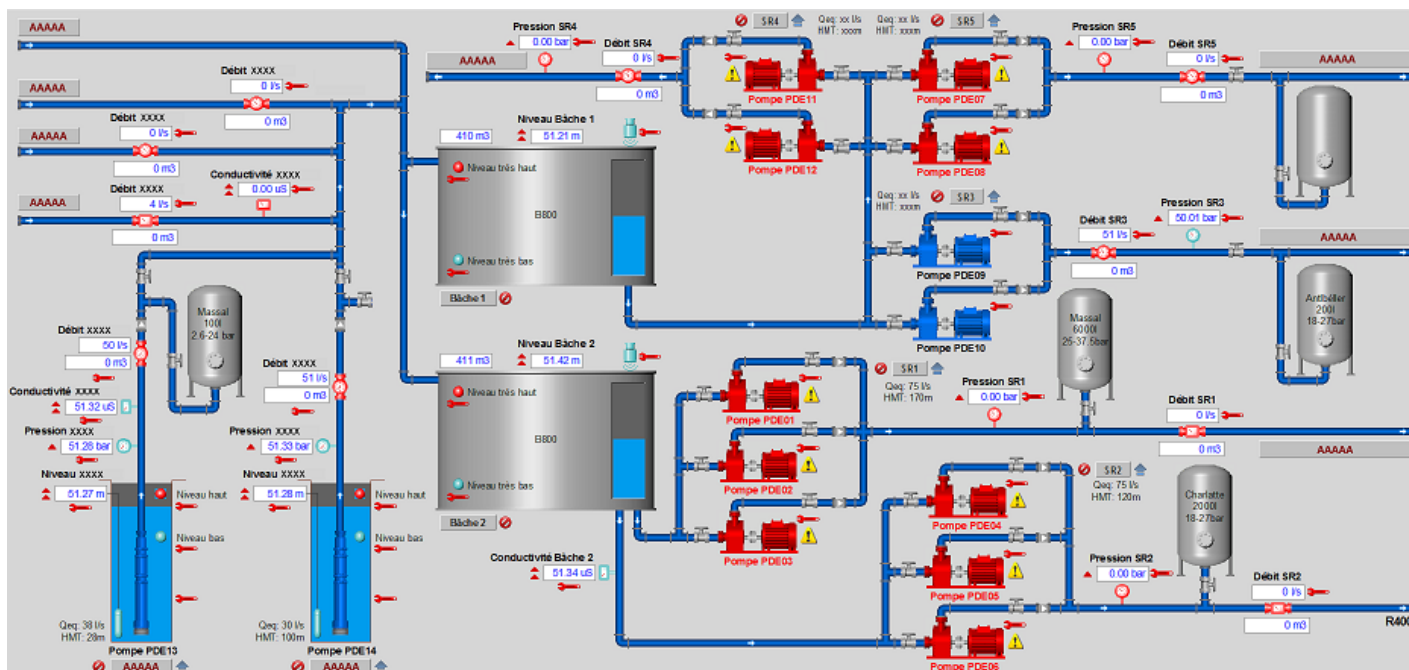 AAAAA
Débit XXXX
0 l/s
0 m3
AAAAA
Débit XXXX
0 l/s
0 m3
AAAAA
Débit XXXX
4 l/s
0 m3
AAAAA
Conductivité XXXX
0.00 uS
Massal
100l
2.6-24 bar
Débit XXXX
50 l/s
0 m3
Conductivité XXXX
51.32 uS
Pression XXXX
51.28 bar
Niveau XXXX
51.27 m
Niveau haut
Niveau bas
Qeq: 38 l/s
HMT: 28m
Pompe PDE13
AAAAA
Débit XXXX
51 l/s
0 m3
Pression XXXX
51.33 bar
Niveau XXXX
51.28 m
Niveau haut
Niveau bas
Qeq: 30 l/s
HMT: 100m
Pompe PDE14
AAAAA
410 m3
Niveau Bâche 1
51.21 m
Niveau très haut
B800
Niveau très bas
Bâche 1
411 m3
Niveau Bâche 2
51.42 m
Niveau très haut
B800
Niveau très bas
Bâche 2
Conductivité Bâche 2
51.34 uS
AAAAA
Pression SR4
0.00 bar
Débit SR4
0 l/s
0 m3
SR4
Qeq: xx l/s
HMT: xxxm
Pompe PDE11
Pompe PDE12
Qeq: xx l/s
HMT: xxxm
SR5
Pompe PDE07
Pompe PDE08
Pression SR5
0.00 bar
Débit SR5
0 l/s
0 m3
AAAAA
SR3
Qeq: xx l/s
HMT: xxxm
Pompe PDE09
Pompe PDE10
Débit SR3
51 l/s
0 m3
Pression SR3
50.01 bar
AAAAA
Antibélier
200l
18-27bar
Massal
6000l
25-37.5bar
SR1
Qeq: 75 l/s
HMT: 170m
Pompe PDE01
Pompe PDE02
Pompe PDE03
Pression SR1
0.00 bar
Débit SR1
0 l/s
0 m3
AAAAA
SR2
Qeq: 75 l/s
HMT: 120m
Pompe PDE04
Pompe PDE05
Pompe PDE06
Pression SR2
0.00 bar
Charlatte
2000l
18-27bar
Débit SR2
0 l/s
0 m3
R400